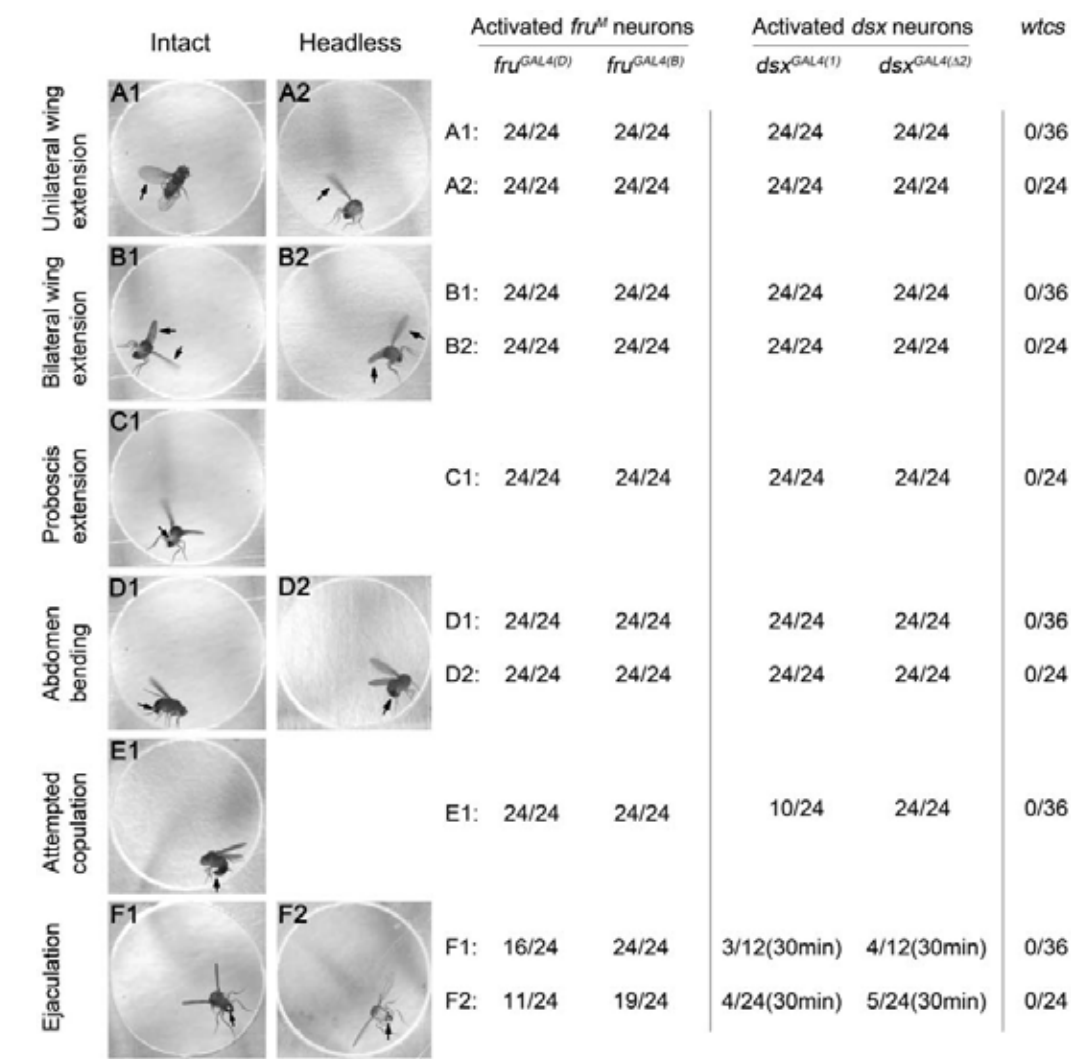 Intact Headless Activated fruᴹ neurons Activated dsx neurons wtcs
fruᴳᴬᴸ⁴⁽ᴰ⁾ fruᴳᴬᴸ⁴⁽ᴮ⁾ dsxᴳᴬᴸ⁴⁽¹⁾ dsxᴳᴬᴸ⁴⁽Δ²⁾
Unilateral wing
extension
A1 A2
A1: 24/24 24/24 24/24 24/24 0/36
A2: 24/24 24/24 24/24 24/24 0/24
Bilateral wing
extension
B1 B2
B1: 24/24 24/24 24/24 24/24 0/36
B2: 24/24 24/24 24/24 24/24 0/24
Proboscis
extension
C1
C1: 24/24 24/24 24/24 24/24 0/24
Abdomen
bending
D1 D2
D1: 24/24 24/24 24/24 24/24 0/36
D2: 24/24 24/24 24/24 24/24 0/24
Attempted
copulation
E1
E1: 24/24 24/24 10/24 24/24 0/36
Ejaculation
F1 F2
F1: 16/24 24/24 3/12(30min) 4/12(30min) 0/36
F2: 11/24 19/24 4/24(30min) 5/24(30min) 0/24